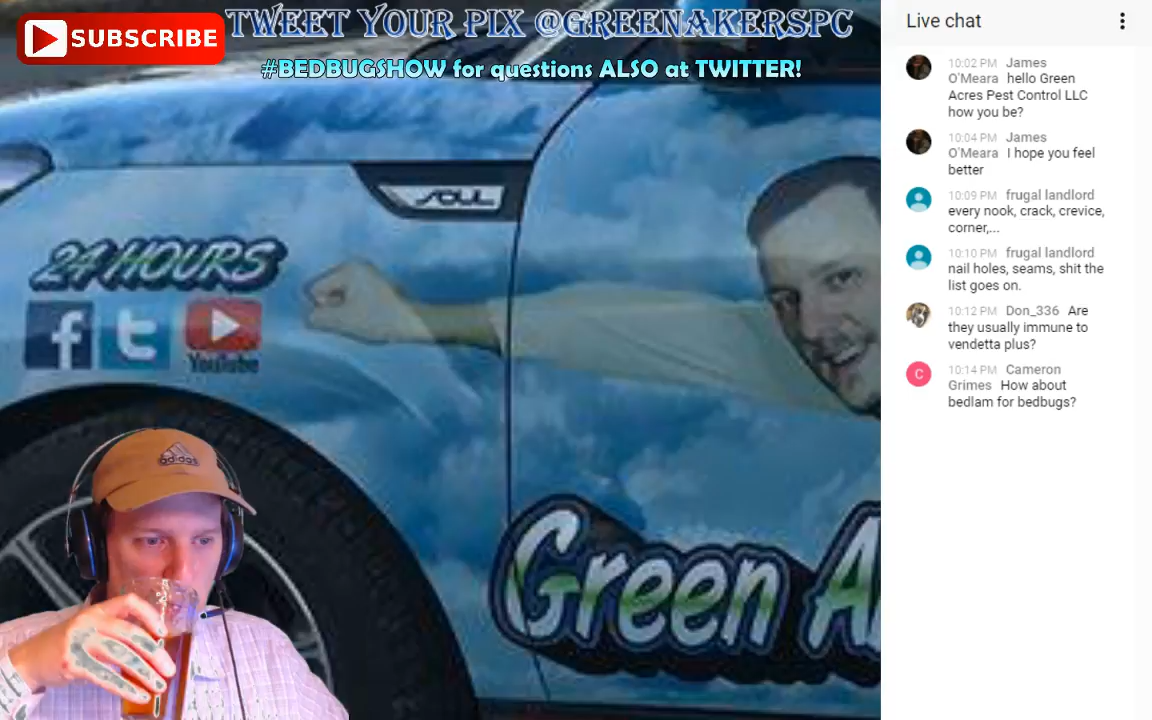 SUBSCRIBE
TWEET YOUR PIX @GREENAKERSPC
#BEDBUGSHOW for questions ALSO at TWITTER!
SOUL
24 HOURS
f
t
YouTube
adidas
Green A
Live chat
10:02 PM James
O'Meara hello Green
Acres Pest Control LLC
how you be?
10:04 PM James
O'Meara I hope you feel
better
10:09 PM frugal landlord
every nook, crack, crevice,
corner,...
10:10 PM frugal landlord
nail holes, seams, shit the
list goes on.
10:12 PM Don_336 Are
they usually immune to
vendetta plus?
C
10:14 PM Cameron
Grimes How about
bedlam for bedbugs?